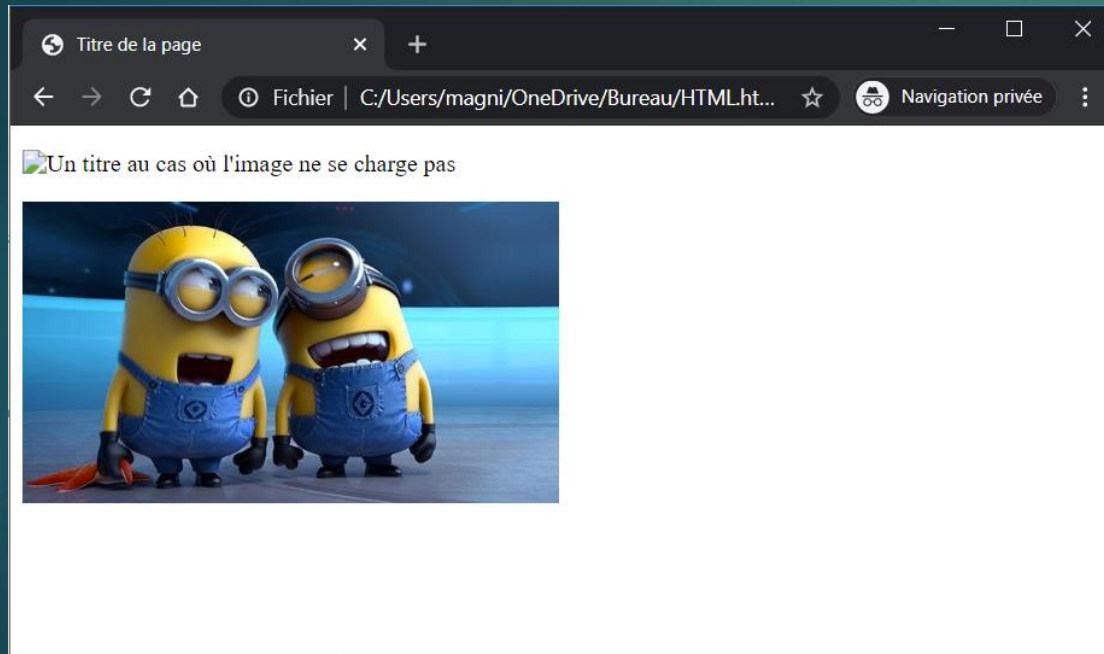 Titre de la page
Fichier C:/Users/magni/OneDrive/Bureau/HTML.ht... Navigation privée
Un titre au cas où l'image ne se charge pas